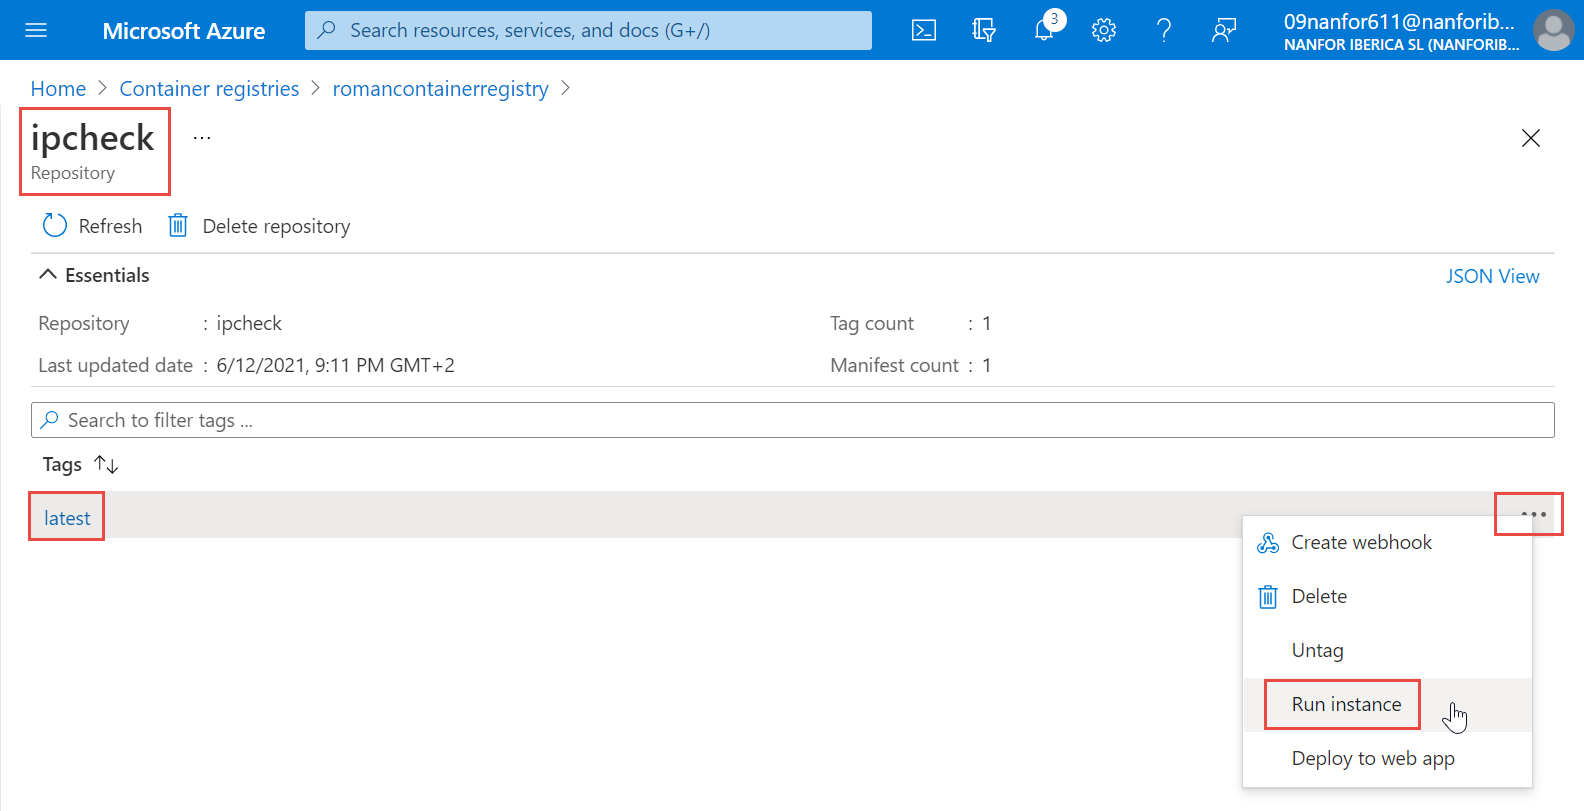 Microsoft Azure
Search resources, services, and docs (G+/)
3
09nanfor611@nanforib...
NANFOR IBERICA SL (NANFORIB...
Home > Container registries > romancontainerregistry >
ipcheck ...
Repository
Refresh Delete repository
Essentials JSON View
Repository : ipcheck Tag count : 1
Last updated date : 6/12/2021, 9:11 PM GMT+2 Manifest count : 1
Search to filter tags ...
Tags
latest
Create webhook
Delete
Untag
Run instance
Deploy to web app